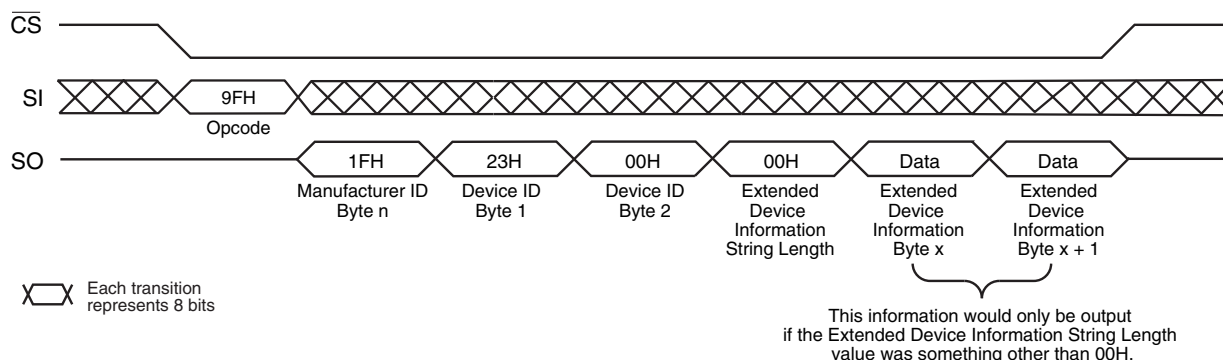 CS
SI
9FH
Opcode
SO
1FH
23H
00H
00H
Data
Data
Manufacturer ID
Byte n
Device ID
Byte 1
Device ID
Byte 2
Extended
Device
Information
String Length
Extended
Device
Information
Byte x
Extended
Device
Information
Byte x + 1
Each transition
represents 8 bits
This information would only be output
if the Extended Device Information String Length
value was something other than 00H.